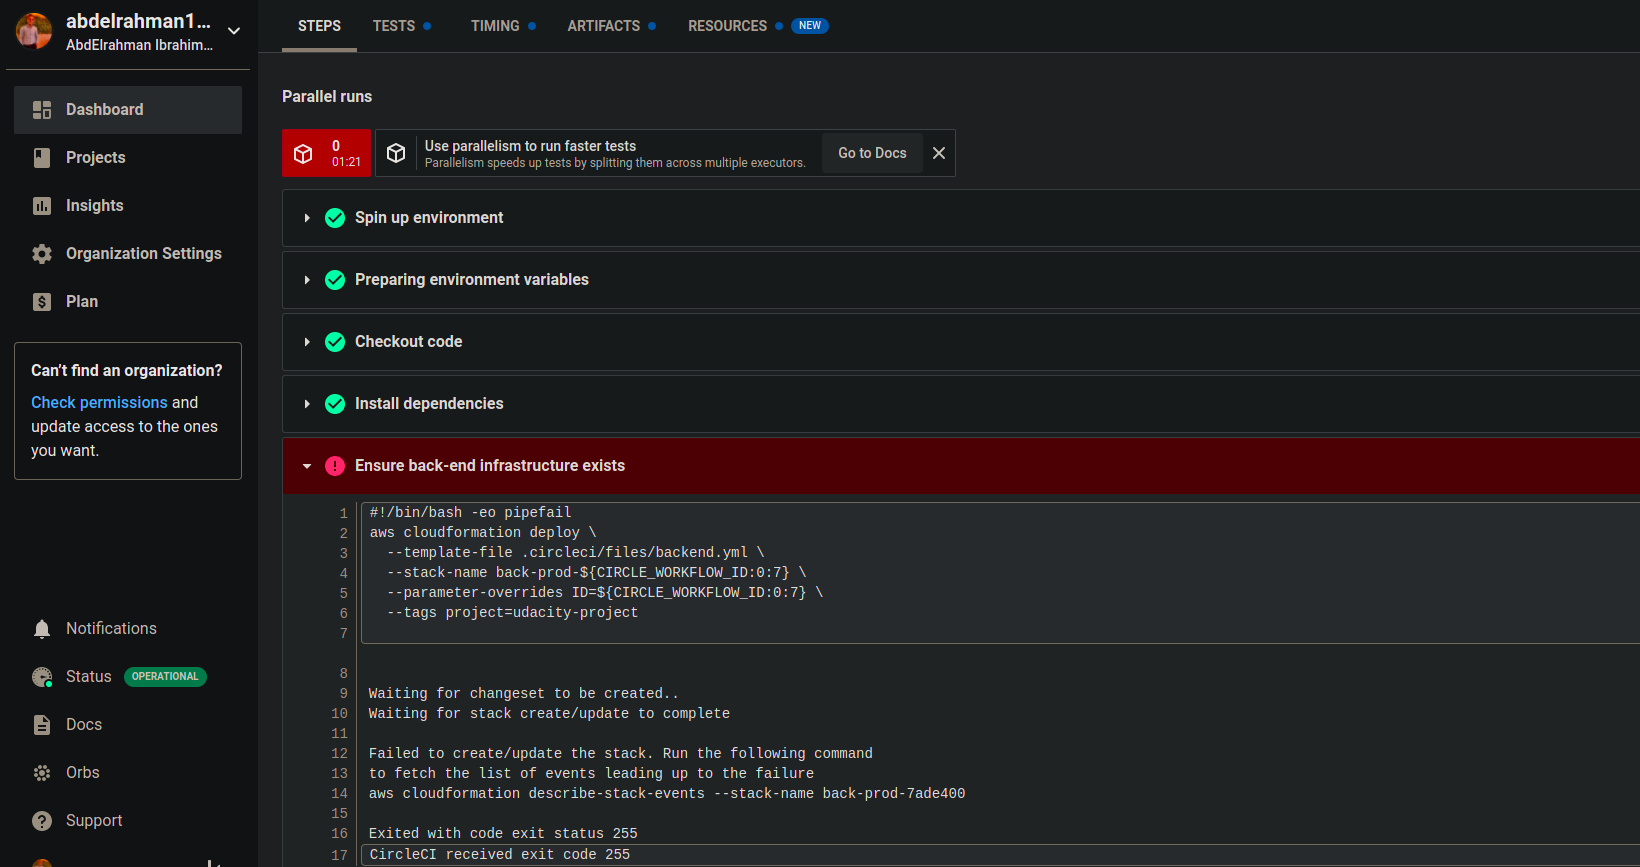 abdelrahman1...
AbdElrahman Ibrahim...
Dashboard
Projects
Insights
Organization Settings
Plan
Can't find an organization?
Check permissions and
update access to the ones
you want.
Notifications
Status OPERATIONAL
Docs
Orbs
Support
STEPS TESTS TIMING ARTIFACTS RESOURCES NEW
Parallel runs
0
01:21
Use parallelism to run faster tests
Parallelism speeds up tests by splitting them across multiple executors.
Go to Docs
Spin up environment
Preparing environment variables
Checkout code
Install dependencies
Ensure back-end infrastructure exists
1 #!/bin/bash -eo pipefail
2 aws cloudformation deploy \
3   --template-file .circleci/files/backend.yml \
4   --stack-name back-prod-${CIRCLE_WORKFLOW_ID:0:7} \
5   --parameter-overrides ID=${CIRCLE_WORKFLOW_ID:0:7} \
6   --tags project=udacity-project
7
8
9 Waiting for changeset to be created..
10 Waiting for stack create/update to complete
11
12 Failed to create/update the stack. Run the following command
13 to fetch the list of events leading up to the failure
14 aws cloudformation describe-stack-events --stack-name back-prod-7ade400
15
16 Exited with code exit status 255
17 CircleCI received exit code 255